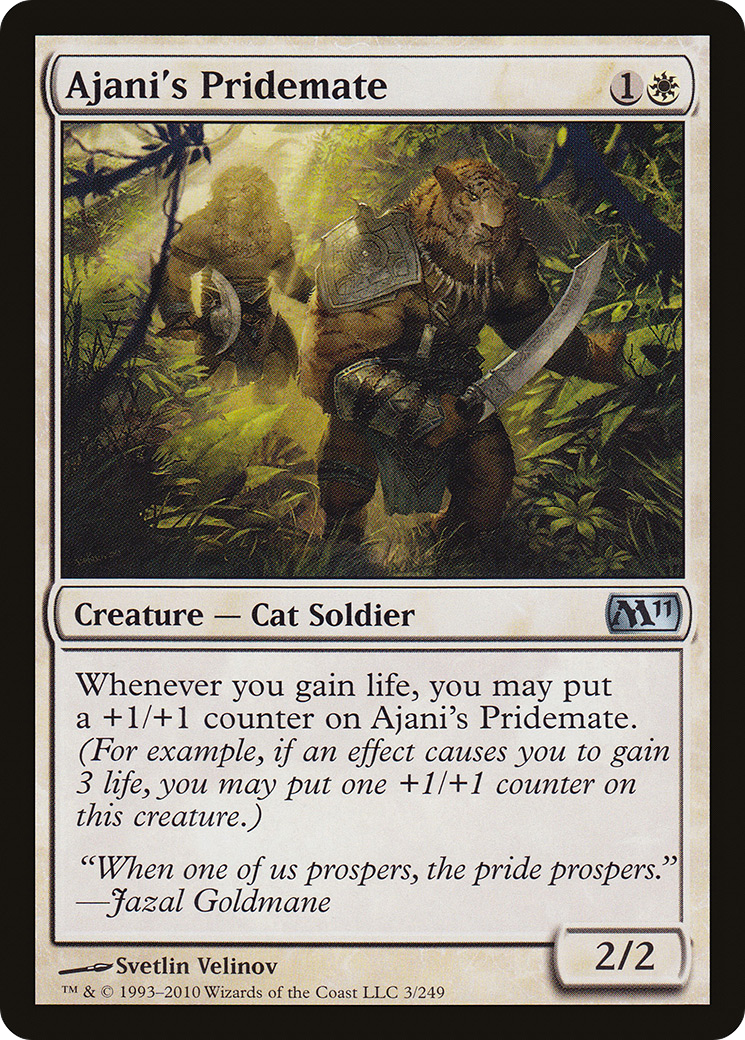 Ajani's Pridemate 1
Creature — Cat Soldier M11
Whenever you gain life, you may put
a +1/+1 counter on Ajani's Pridemate.
(For example, if an effect causes you to gain
3 life, you may put one +1/+1 counter on
this creature.)
“When one of us prospers, the pride prospers.”
—Jazal Goldmane
2/2
Svetlin Velinov
™ & © 1993–2010 Wizards of the Coast LLC 3/249